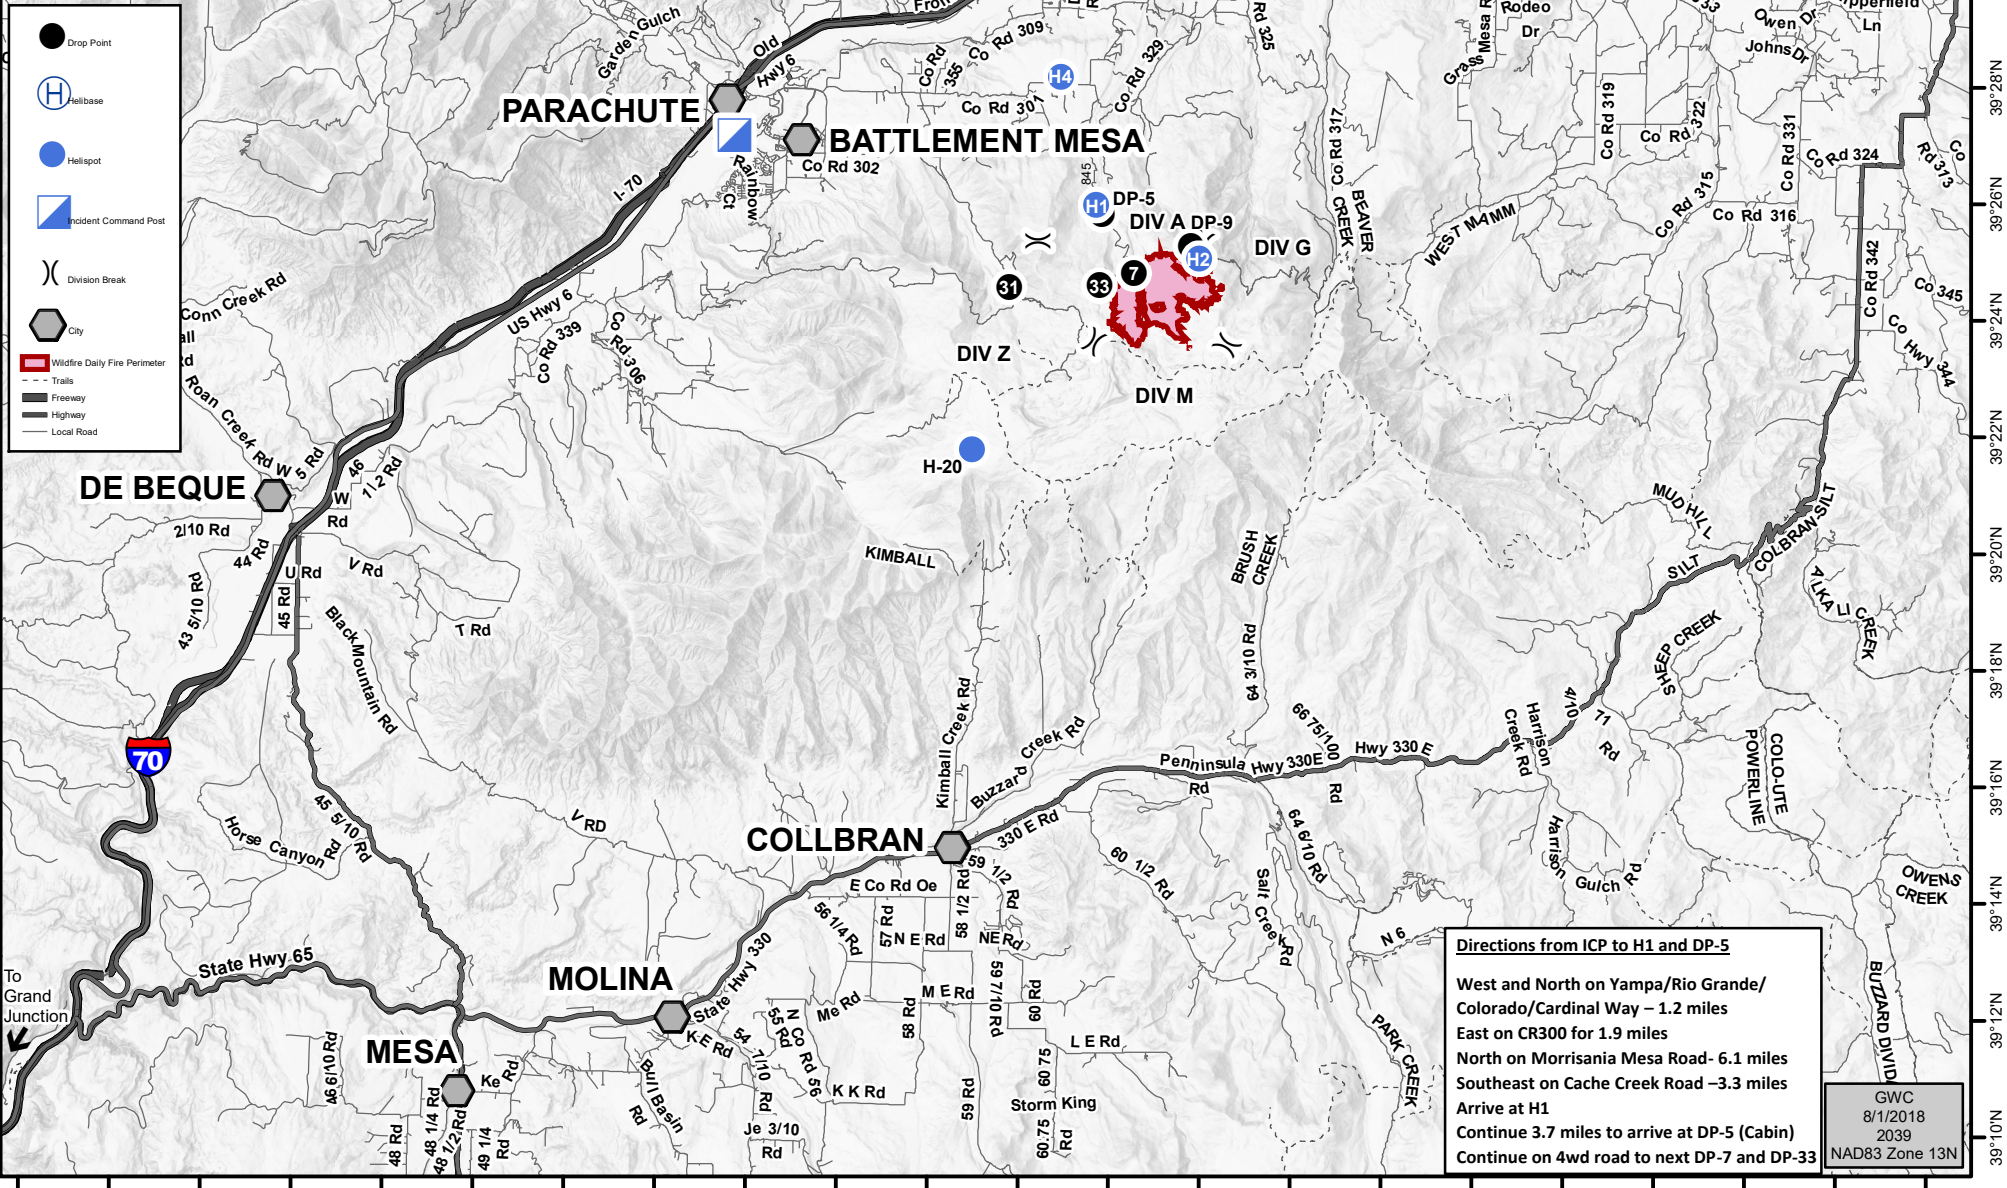 Drop Point
Helibase
Helispot
Incident Command Post
Division Break
City
Wildfire Daily Fire Perimeter
Trails
Freeway
Highway
Local Road
H
Garden Gulch
Old
Hwy 6
Co Rd 309
Co Rd
355
Co Rd 301
Co Rd 329
Rd 325
H4
Grass Mesa R
Rodeo
Dr
Owen Dr
Johns Dr
Ln
PARACHUTE
BATTLEMENT MESA
Rainbow
Ct
Co Rd 302
I-70
845
H1
DP-5
DIV A DP-9
H2
DIV G
7
33
31
Co Rd 317
BEAVER
CREEK
WEST MAMM
Co Rd 319
Co Rd 322
Co Rd 331
Co Rd 324
Co
Rd 313
Co Rd 315
Co Rd 316
Co Rd 342
Co 345
Co
Hwy 344
Conn Creek Rd
all
Rd
Roan Creek Rd
W
5 Rd
US Hwy 6
Co Rd 339
Co
Rd 306
DIV Z
DIV M
H-20
DE BEQUE
46
1/2 Rd
W
Rd
2/10 Rd
44 Rd
U Rd
V Rd
43 5/10 Rd
45 Rd
Black Mountain Rd
T Rd
KIMBALL
BRUSH
CREEK
MUD HILL
SILT
COLBRAN SILT
ALKALI CREEK
SHEEP CREEK
70
64 3/10 Rd
Kimball Creek Rd
Buzzard Creek Rd
66 75/100
Rd
Penninsula
Rd
Hwy 330E
Hwy 330 E
Harrison
Creek Rd
4/10
71
Rd
COLO-UTE
POWERLINE
45 5/10 Rd
Horse Canyon Rd
V RD
COLLBRAN
330 E Rd
E Co Rd Oe
59 1/2 Rd
58 1/2 Rd
60 1/2 Rd
64 6/10 Rd
Salt Creek Rd
Harrison Gulch Rd
OWENS
CREEK
56 1/4 Rd
57 Rd
N E Rd
NE Rd
N 6
State Hwy 65
To
Grand
Junction
MOLINA
State Hwy 330
K E Rd
55 Rd
N Co Rd 56
Me Rd
58 Rd
M E Rd
59 7/10 Rd
60 Rd
L E Rd
54 7/10 Rd
MESA
Ke Rd
Bull Basin
Rd
K K Rd
59 Rd
60 75
Storm King
60.75
Rd
Je 3/10
Rd
48 Rd
48 1/4 Rd
48 1/2 Rd
49 1/4
Rd
PARK CREEK
BUZZARD DIVID
Directions from ICP to H1 and DP-5
West and North on Yampa/Rio Grande/
Colorado/Cardinal Way – 1.2 miles
East on CR300 for 1.9 miles
North on Morrisania Mesa Road- 6.1 miles
Southeast on Cache Creek Road –3.3 miles
Arrive at H1
Continue 3.7 miles to arrive at DP-5 (Cabin)
Continue on 4wd road to next DP-7 and DP-33
GWC
8/1/2018
2039
NAD83 Zone 13N
39°28'N
39°26'N
39°24'N
39°22'N
39°20'N
39°18'N
39°16'N
39°14'N
39°12'N
39°10'N